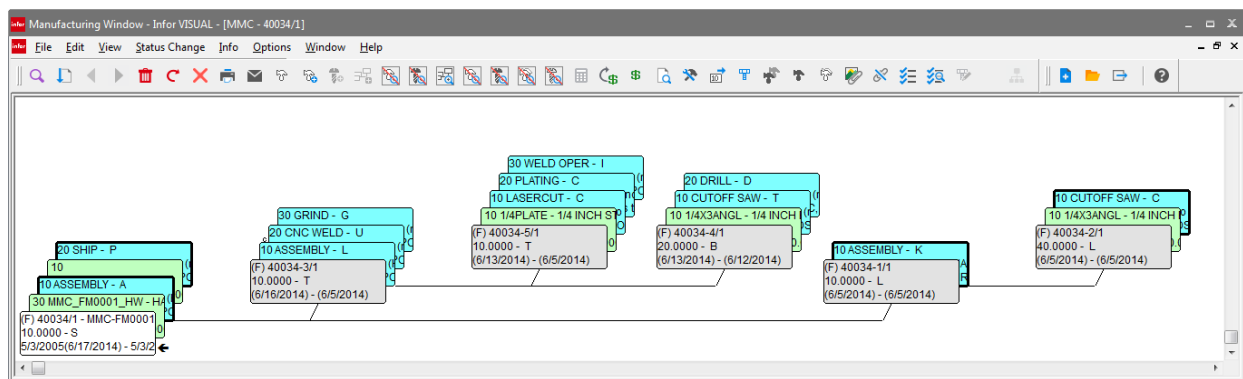 infor Manufacturing Window - Infor VISUAL - [MMC - 40034/1]
infor File Edit View Status Change Info Options Window Help
30 WELD OPER - I
20 PLATING - C
10 LASERCUT - C
10 1/4PLATE - 1/4 INCH ST
(F) 40034-5/1
10.0000 - T
(6/13/2014) - (6/5/2014)
20 DRILL - D
10 CUTOFF SAW - T
10 1/4X3ANGL - 1/4 INCH
(F) 40034-4/1
20.0000 - B
(6/13/2014) - (6/12/2014)
10 CUTOFF SAW - C
10 1/4X3ANGL - 1/4 INCH
(F) 40034-2/1
40.0000 - L
(6/5/2014) - (6/5/2014)
30 GRIND - G
20 CNC WELD - U
10 ASSEMBLY - L
(F) 40034-3/1
10.0000 - T
(6/16/2014) - (6/5/2014)
10 ASSEMBLY - K
(F) 40034-1/1
10.0000 - L
(6/5/2014) - (6/5/2014)
20 SHIP - P
10
10 ASSEMBLY - A
30 MMC_FM0001_HW - HA
(F) 40034/1 - MMC-FM0001
10.0000 - S
5/3/2005(6/17/2014) - 5/3/2